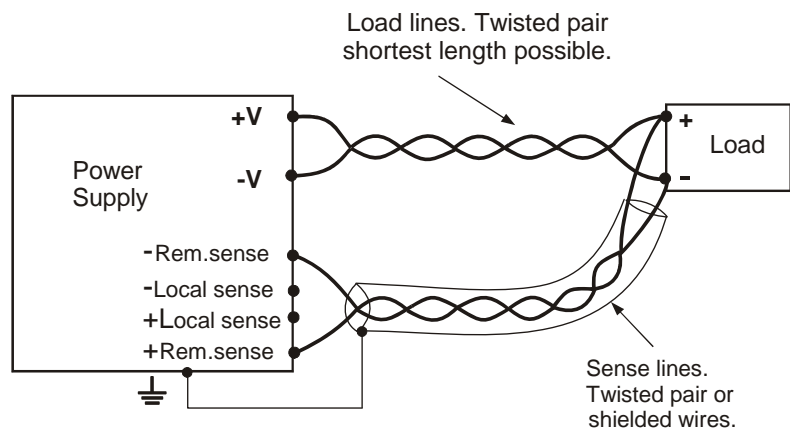 Load lines. Twisted pair
shortest length possible.
+V
-V
Power
Supply
-Rem.sense
-Local sense
+Local sense
+Rem.sense
+
-
Load
Sense lines.
Twisted pair or
shielded wires.